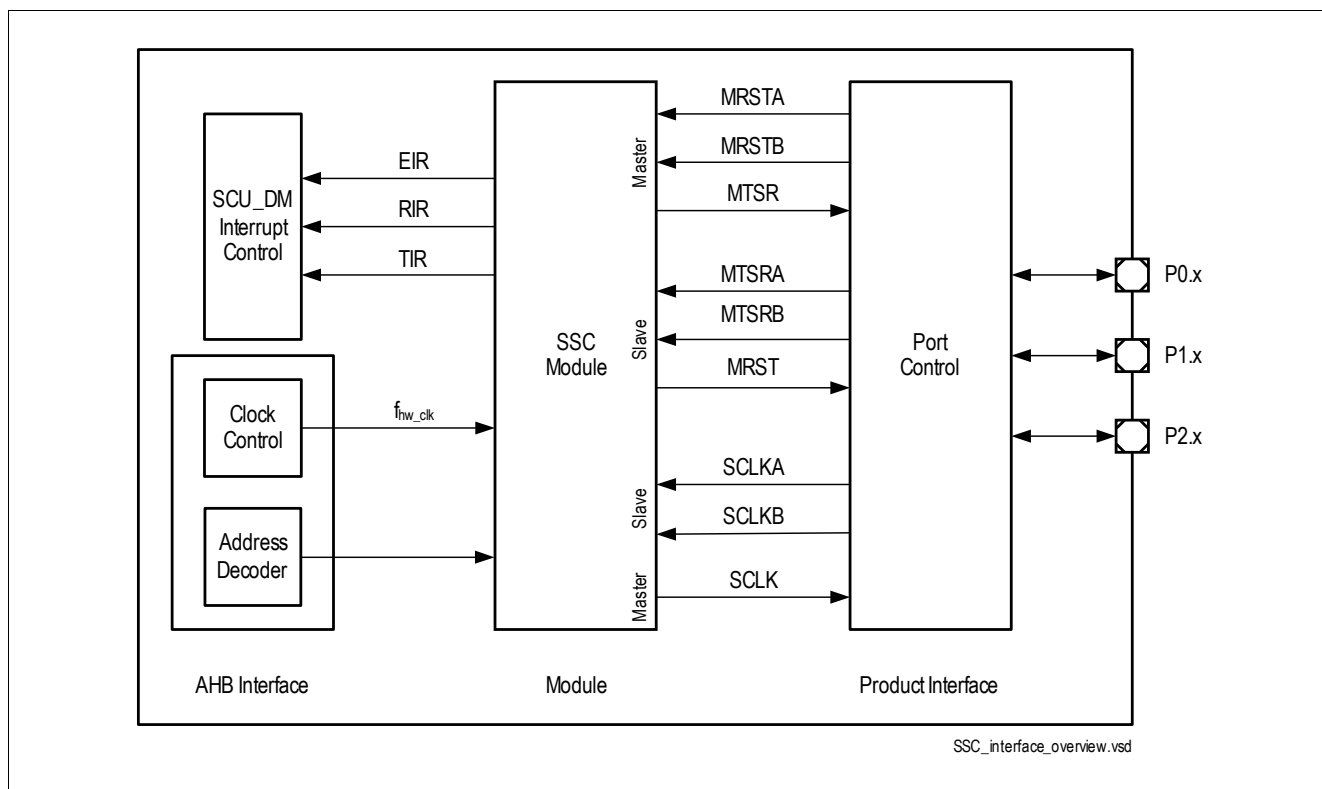 SCU_DM
Interrupt
Control
EIR
RIR
TIR
Clock
Control
fhw_clk
Address
Decoder
AHB Interface
SSC
Module
Master
Slave
Slave
Master
Module
MRSTA
MRSTB
MTSR
MTSRA
MTSRB
MRST
SCLKA
SCLKB
SCLK
Port
Control
Product Interface
P0.x
P1.x
P2.x
SSC_interface_overview.vsd